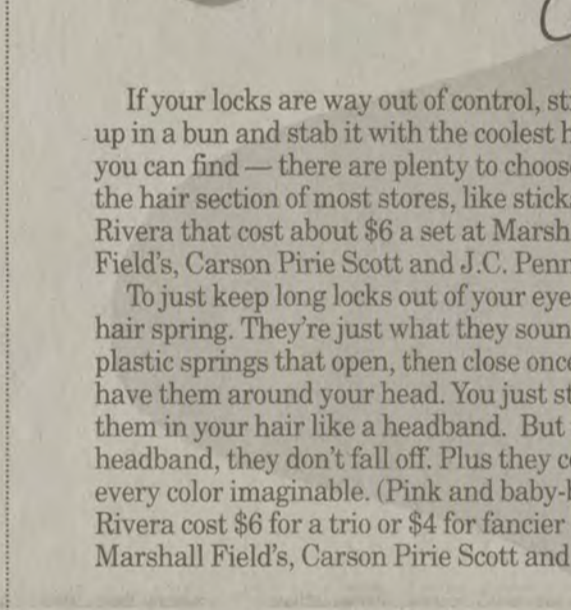 If your locks are way out of control,
up in a bun and stab it with the coolest
you can find — there are plenty to choose
the hair section of most stores, like stick
Rivera that cost about $6 a set at Marsh
Field's, Carson Pirie Scott and J.C. Penn
To just keep long locks out of your eye
hair spring. They're just what they soun
plastic springs that open, then close once
have them around your head. You just st
them in your hair like a headband. But
headband, they don't fall off. Plus they
every color imaginable. (Pink and baby-
Rivera cost $6 for a trio or $4 for fancier
Marshall Field's, Carson Pirie Scott and